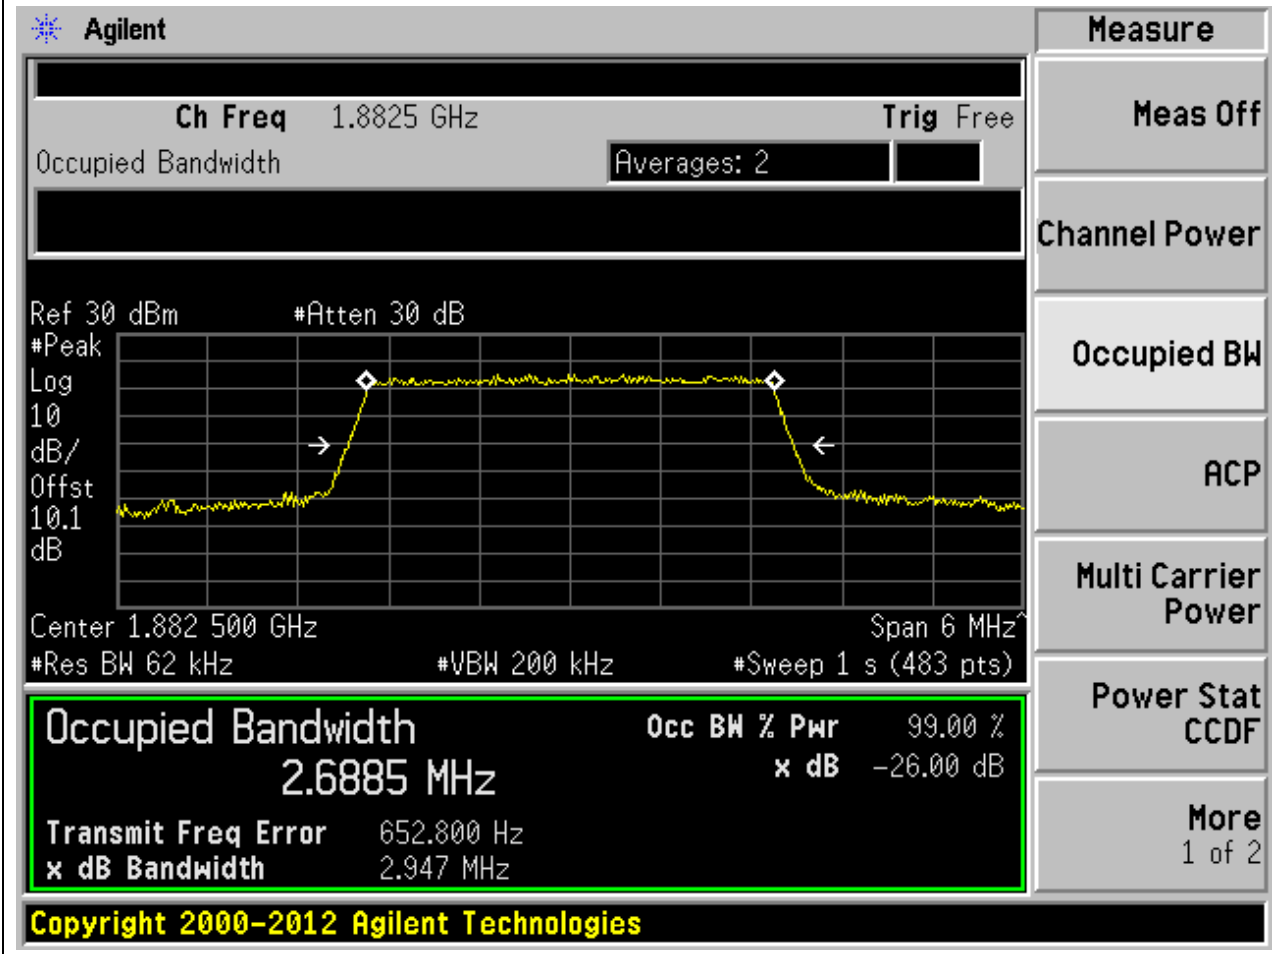 Agilent
Measure
Ch Freq 1.8825 GHz Trig Free
Occupied Bandwidth Averages: 2
Meas Off
Channel Power
Ref 30 dBm #Atten 30 dB
#Peak
Log
10
dB/
Offst
10.1
dB
Occupied BW
ACP
Center 1.882 500 GHz Span 6 MHz^
#Res BW 62 kHz #VBW 200 kHz #Sweep 1 s (483 pts)
Multi Carrier
Power
Occupied Bandwidth Occ BW % Pwr 99.00 %
2.6885 MHz x dB -26.00 dB
Transmit Freq Error 652.800 Hz
x dB Bandwidth 2.947 MHz
Power Stat
CCDF
More
1 of 2
Copyright 2000-2012 Agilent Technologies